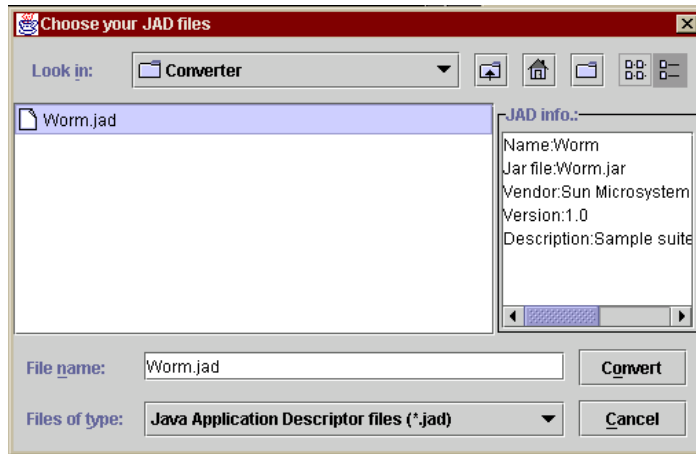 Choose your JAD files
Look in: Converter
Worm.jad
JAD info.:
Name:Worm
Jar file:Worm.jar
Vendor:Sun Microsystem
Version:1.0
Description:Sample suite
File name: Worm.jad Convert
Files of type: Java Application Descriptor files (*.jad) Cancel